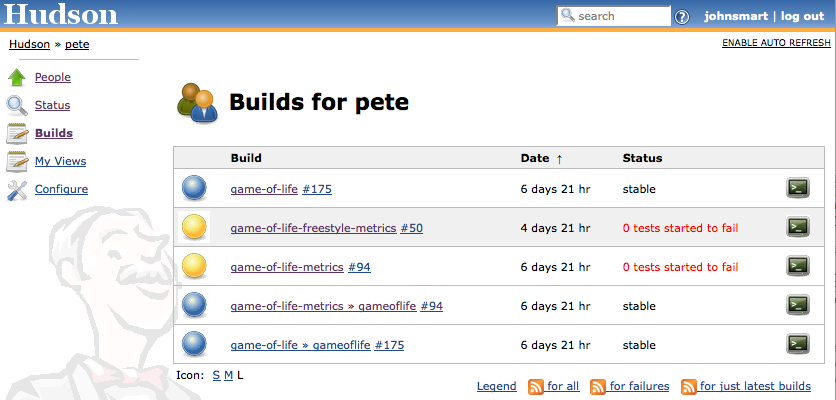 Hudson
search
johnsmart | log out
Hudson » pete
ENABLE AUTO REFRESH
People
Status
Builds
My Views
Configure
Builds for pete
Build Date ↑ Status
game-of-life #175 6 days 21 hr stable
game-of-life-freestyle-metrics #50 4 days 21 hr 0 tests started to fail
game-of-life-metrics #94 6 days 21 hr 0 tests started to fail
game-of-life-metrics » gameoflife #94 6 days 21 hr stable
game-of-life » gameoflife #175 6 days 21 hr stable
Icon: S M L
Legend for all for failures for just latest builds